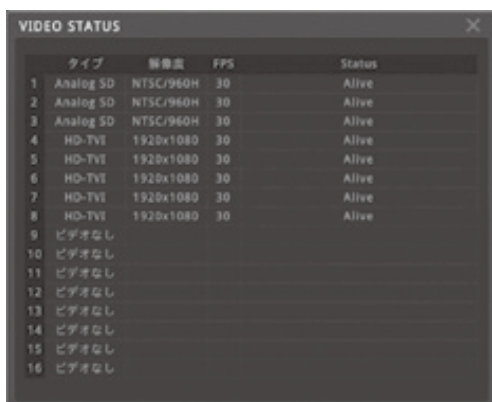 VIDEO STATUS
タイプ 解像度 FPS Status
1 Analog SD NTSC/960H 30 Alive
2 Analog SD NTSC/960H 30 Alive
3 Analog SD NTSC/960H 30 Alive
4 HD-TVI 1920x1080 30 Alive
5 HD-TVI 1920x1080 30 Alive
6 HD-TVI 1920x1080 30 Alive
7 HD-TVI 1920x1080 30 Alive
8 HD-TVI 1920x1080 30 Alive
9 ビデオなし
10 ビデオなし
11 ビデオなし
12 ビデオなし
13 ビデオなし
14 ビデオなし
15 ビデオなし
16 ビデオなし